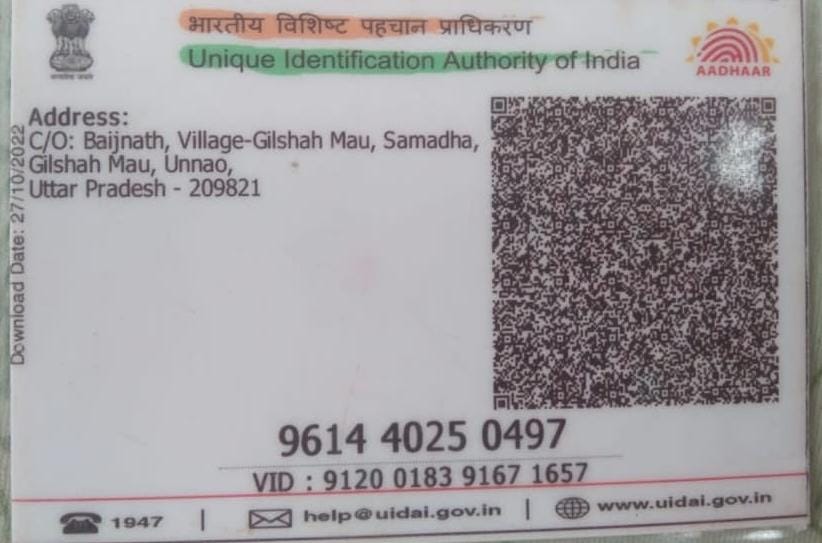 भारतीय विशिष्ट पहचान प्राधिकरण
Unique Identification Authority of India
AADHAAR
Address:
C/O: Baijnath, Village-Gilshah Mau, Samadha,
Gilshah Mau, Unnao,
Uttar Pradesh - 209821
Download Date: 27/10/2022
9614 4025 0497
VID : 9120 0183 9167 1657
1947 | help@uidai.gov.in | www.uidai.gov.in